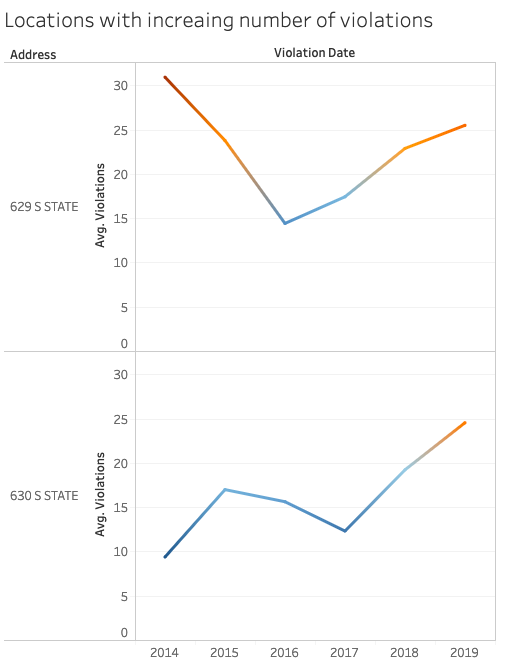 Locations with increaing number of violations
Address
Violation Date
629 S STATE
Avg. Violations
30
25
20
15
10
5
0
630 S STATE
Avg. Violations
30
25
20
15
10
5
0
2014 2015 2016 2017 2018 2019